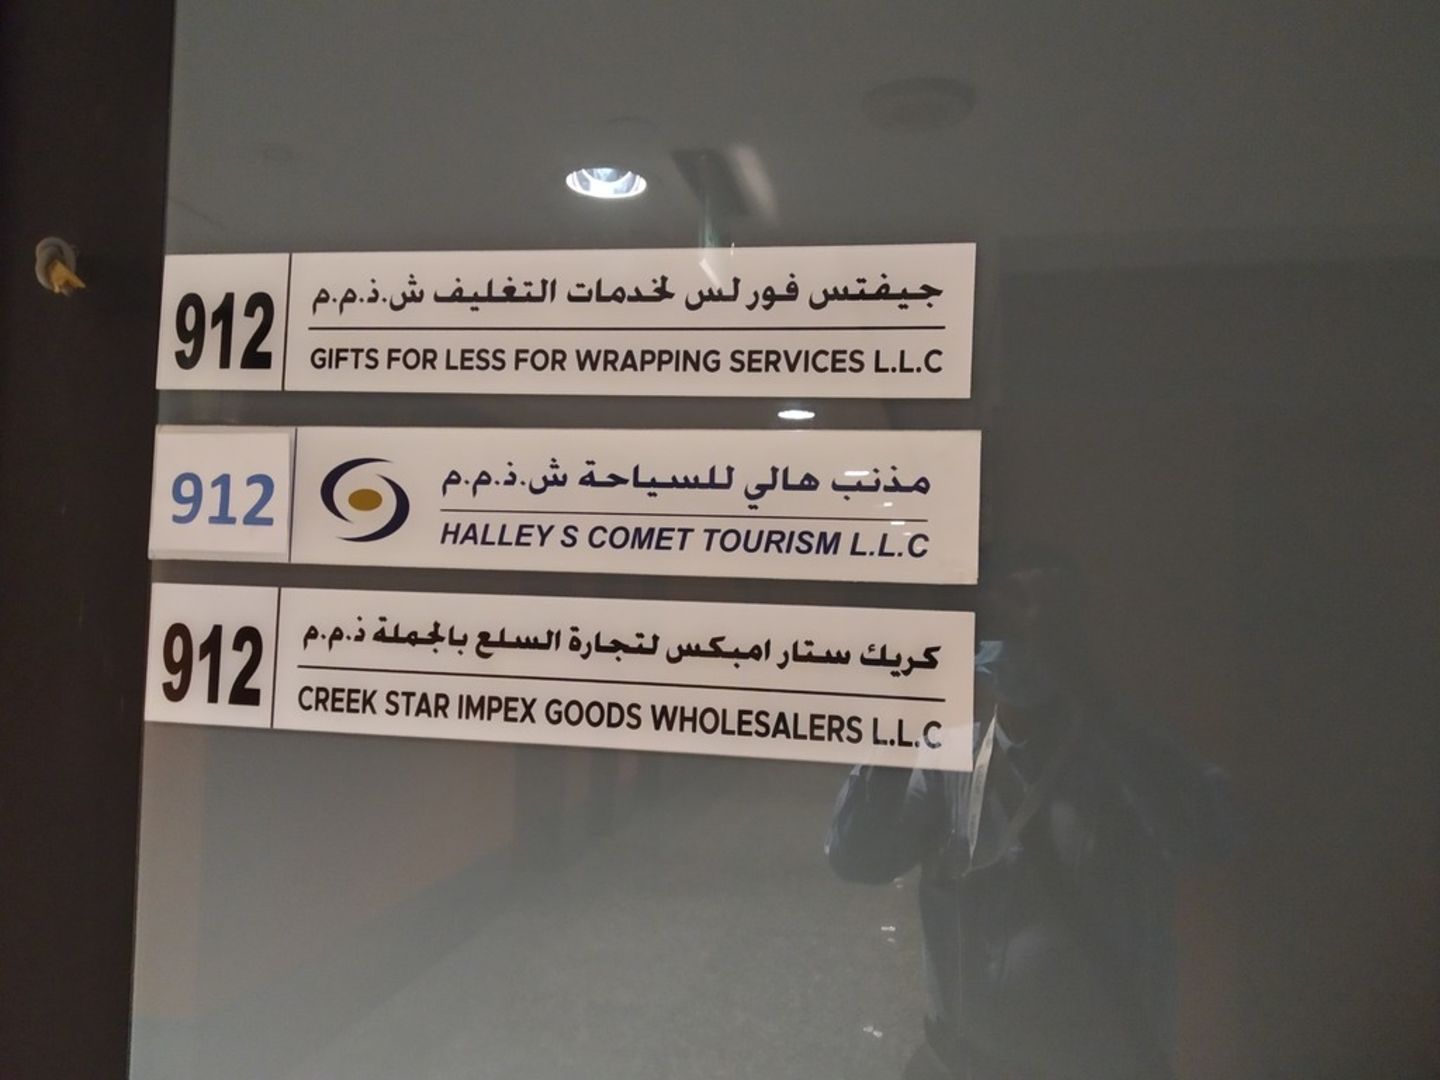 912
جيفتس فور لس لخدمات التغليف ش.ذ.م.م
GIFTS FOR LESS FOR WRAPPING SERVICES L.L.C
912
مذنب هالي للسياحة ش.ذ.م.م
HALLEY S COMET TOURISM L.L.C
912
كريك ستار امبكس لتجارة السلع بالجملة ذ.م.م
CREEK STAR IMPEX GOODS WHOLESALERS L.L.C